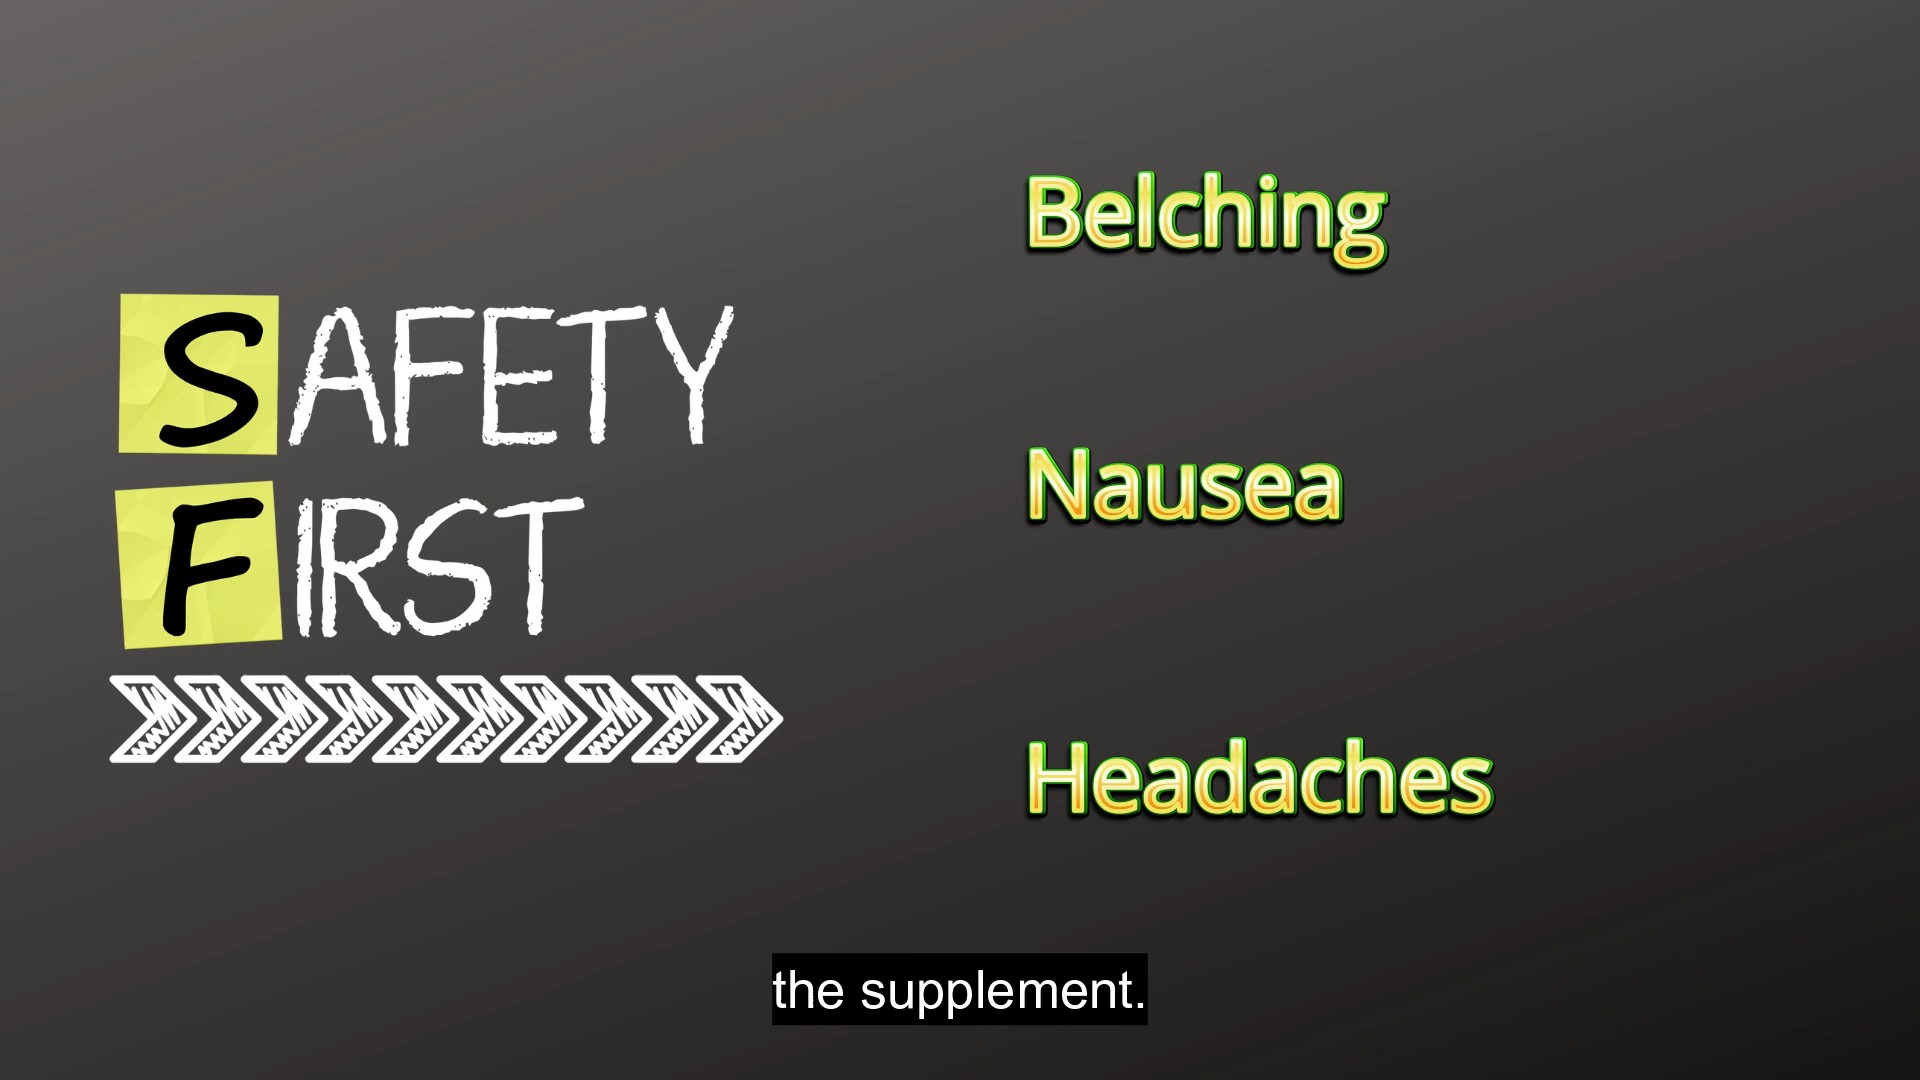 SAFETY
FIRST
Belching
Nausea
Headaches
the supplement.